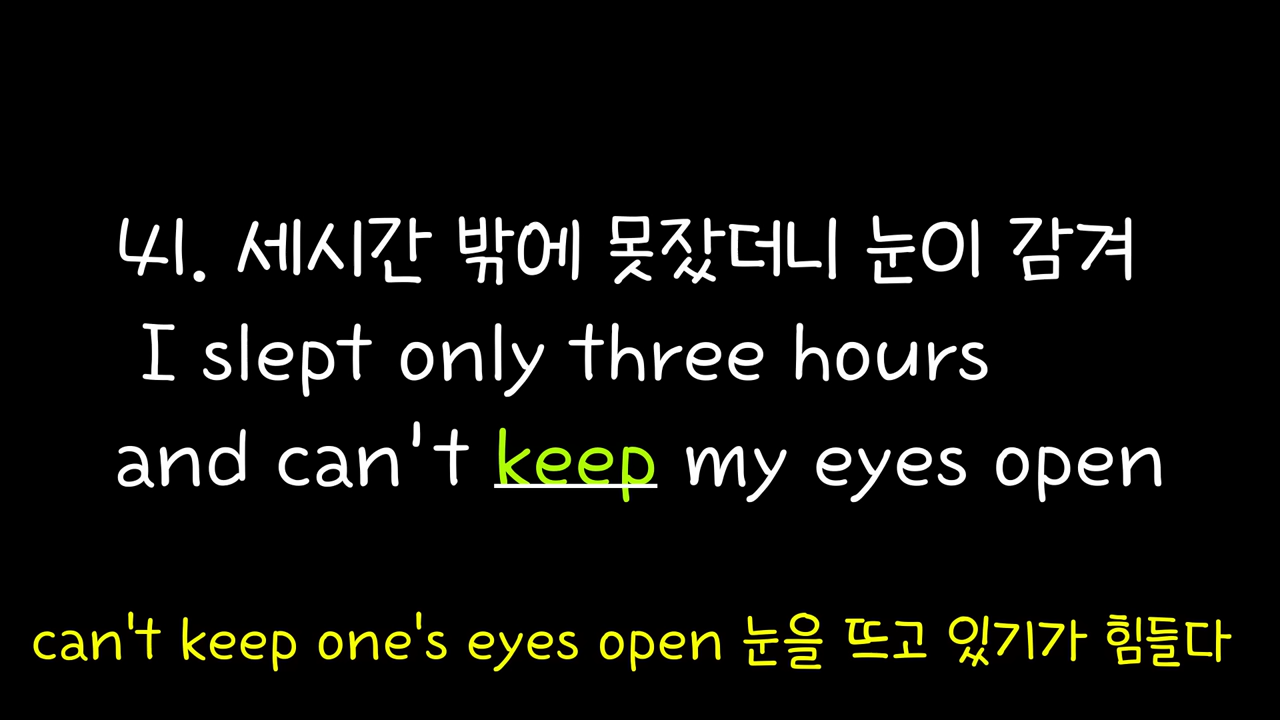 41. 세시간 밖에 못잤더니 눈이 감겨
I slept only three hours
and can't keep my eyes open
can't keep one's eyes open 눈을 뜨고 있기가 힘들다